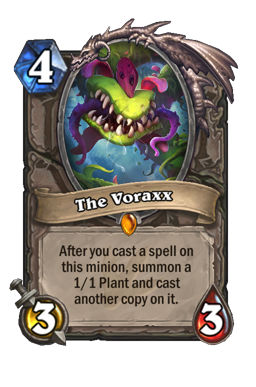 4
The Voraxx
After you cast a spell on
this minion, summon a
1/1 Plant and cast
another copy on it.
3
3